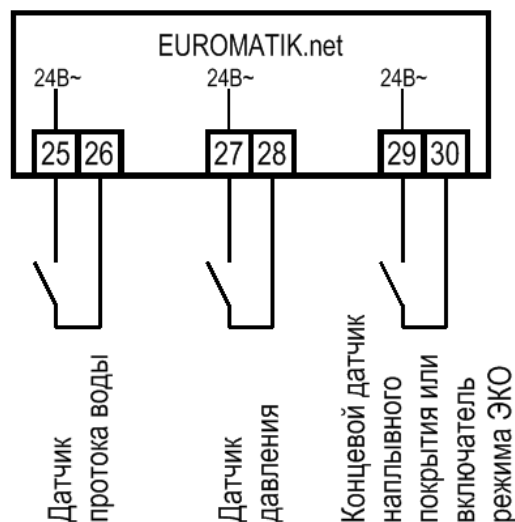 EUROMATIK.net
24В~ 24В~ 24В~
25 26 27 28 29 30
Датчик
протока воды
Датчик
давления
Концевой датчик
наплывного
покрытия или
включатель
режима ЭКО